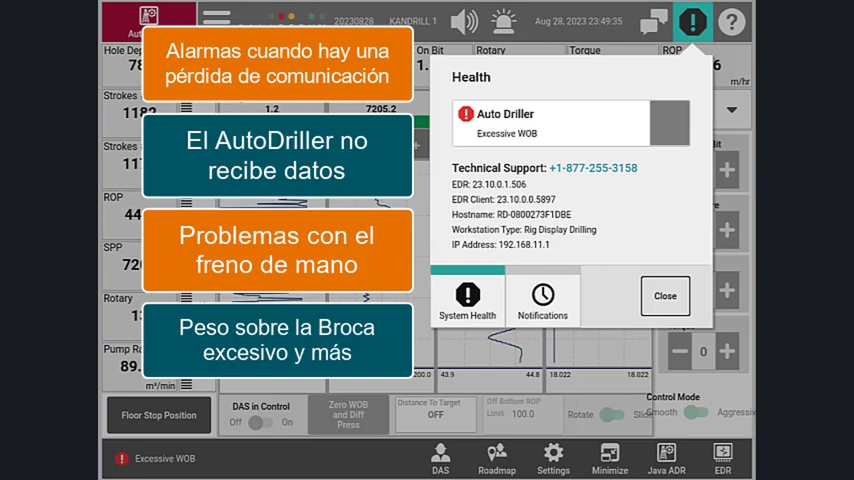 20230828
KANDRILL 1
Aug 28, 2023 23:49:35
Alarmas cuando hay una
pérdida de comunicación
El AutoDriller no
recibe datos
Problemas con el
freno de mano
Peso sobre la Broca
excesivo y más
Hole De
On Bit
Rotary
Torque
ROP
m/hr
Strokes
1182
1.2
7205.2
Strokes
ROP
SPP
Rotary
Pump Ra
89.
m³/min
Health
Auto Driller
Excessive WOB
Technical Support: +1-877-255-3158
EDR: 23.10.0.1.506
EDR Client: 23.10.0.0.5897
Hostname: RD-0800273F1DBE
Workstation Type: Rig Display Drilling
IP Address: 192.168.11.1
System Health
Notifications
Close
0
200.0
43.9
44.8
18.022
18.022
Floor Stop Position
DAS in Control
Off
On
Zero WOB
and Diff
Press
Distance To Target
OFF
Off Bottom ROP
Limit 100.0
Rotate
Slide
Control Mode
Smooth
Aggressiv
Excessive WOB
DAS
Roadmap
Settings
Minimize
Java ADR
EDR